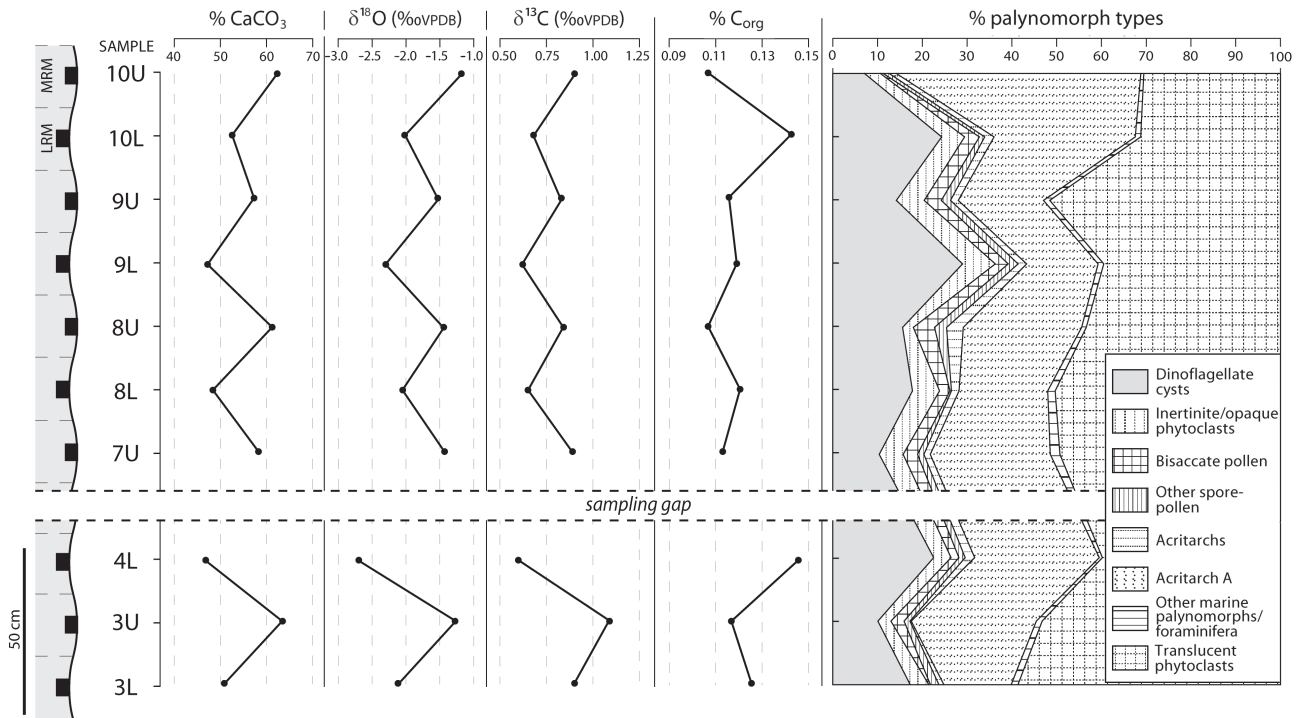 % CaCO₃
δ¹⁸O (‰VPDB)
δ¹³C (‰VPDB)
% Corg
% palynomorph types
SAMPLE
40 50 60 70
-3.0 -2.5 -2.0 -1.5 -1.0
0.50 0.75 1.00 1.25
0.09 0.11 0.13 0.15
0 10 20 30 40 50 60 70 80 90 100
MRM
LRM
10U
10L
9U
9L
8U
8L
7U
sampling gap
4L
3U
3L
50 cm
Dinoflagellate
cysts
Inertinite/opaque
phytoclasts
Bisaccate pollen
Other spore-
pollen
Acritarchs
Acritarch A
Other marine
palynomorphs/
foraminifera
Translucent
phytoclasts